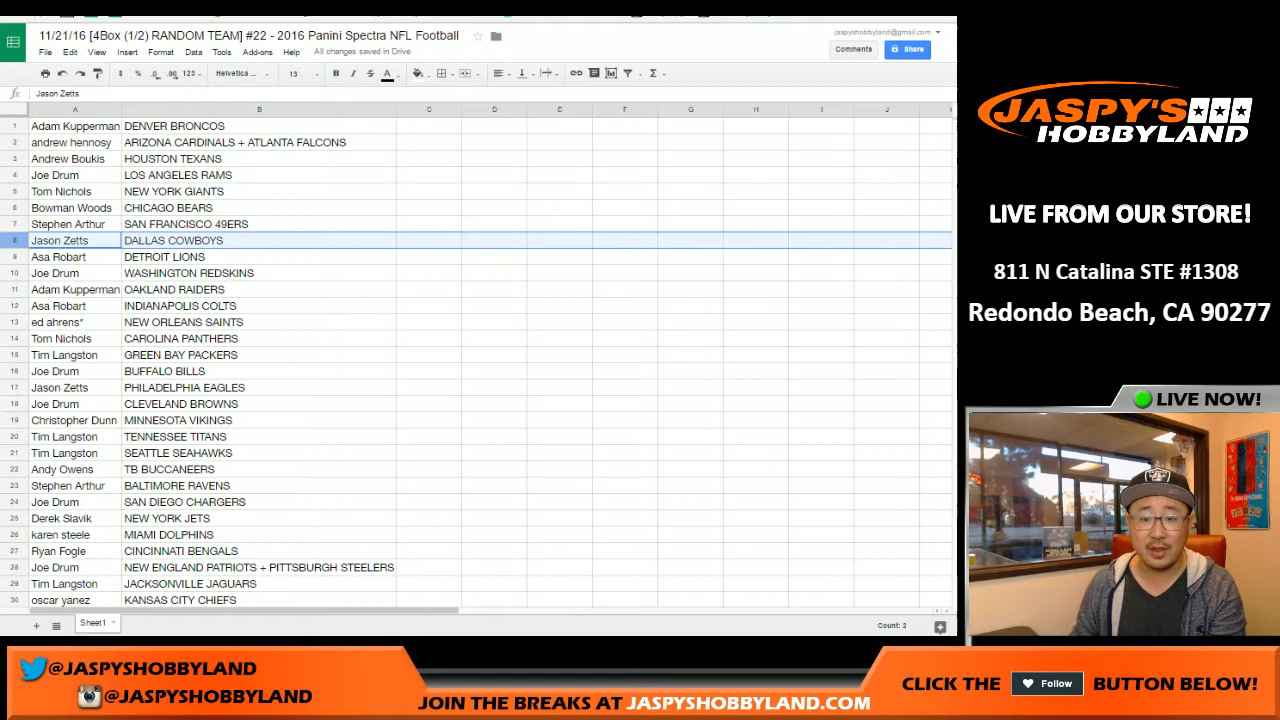 11/21/16 [4Box (1/2) RANDOM TEAM] #22 - 2016 Panini Spectra NFL Football
jaspyshobbyland@gmail.com
File Edit View Insert Format Data Tools Add-ons Help All changes saved in Drive
Comments
Share
$ % .0 .00 123 Helvetica ... 13 B I S A
fx Jason Zetts
A B C D E F G H I J
1 Adam Kupperman DENVER BRONCOS
2 andrew hennosy ARIZONA CARDINALS + ATLANTA FALCONS
3 Andrew Boukis HOUSTON TEXANS
4 Joe Drum LOS ANGELES RAMS
5 Tom Nichols NEW YORK GIANTS
6 Bowman Woods CHICAGO BEARS
7 Stephen Arthur SAN FRANCISCO 49ERS
8 Jason Zetts DALLAS COWBOYS
9 Asa Robart DETROIT LIONS
10 Joe Drum WASHINGTON REDSKINS
11 Adam Kupperman OAKLAND RAIDERS
12 Asa Robart INDIANAPOLIS COLTS
13 ed ahrens* NEW ORLEANS SAINTS
14 Tom Nichols CAROLINA PANTHERS
15 Tim Langston GREEN BAY PACKERS
16 Joe Drum BUFFALO BILLS
17 Jason Zetts PHILADELPHIA EAGLES
18 Joe Drum CLEVELAND BROWNS
19 Christopher Dunn MINNESOTA VIKINGS
20 Tim Langston TENNESSEE TITANS
21 Tim Langston SEATTLE SEAHAWKS
22 Andy Owens TB BUCCANEERS
23 Stephen Arthur BALTIMORE RAVENS
24 Joe Drum SAN DIEGO CHARGERS
25 Derek Slavik NEW YORK JETS
26 karen steele MIAMI DOLPHINS
27 Ryan Fogle CINCINNATI BENGALS
28 Joe Drum NEW ENGLAND PATRIOTS + PITTSBURGH STEELERS
29 Tim Langston JACKSONVILLE JAGUARS
30 oscar yanez KANSAS CITY CHIEFS
Sheet1
Count: 2
JASPY'S
HOBBYLAND
LIVE FROM OUR STORE!
811 N Catalina STE #1308
Redondo Beach, CA 90277
LIVE NOW!
@JASPYSHOBBYLAND
@JASPYSHOBBYLAND
JOIN THE BREAKS AT JASPYSHOBBYLAND.COM
CLICK THE Follow BUTTON BELOW!